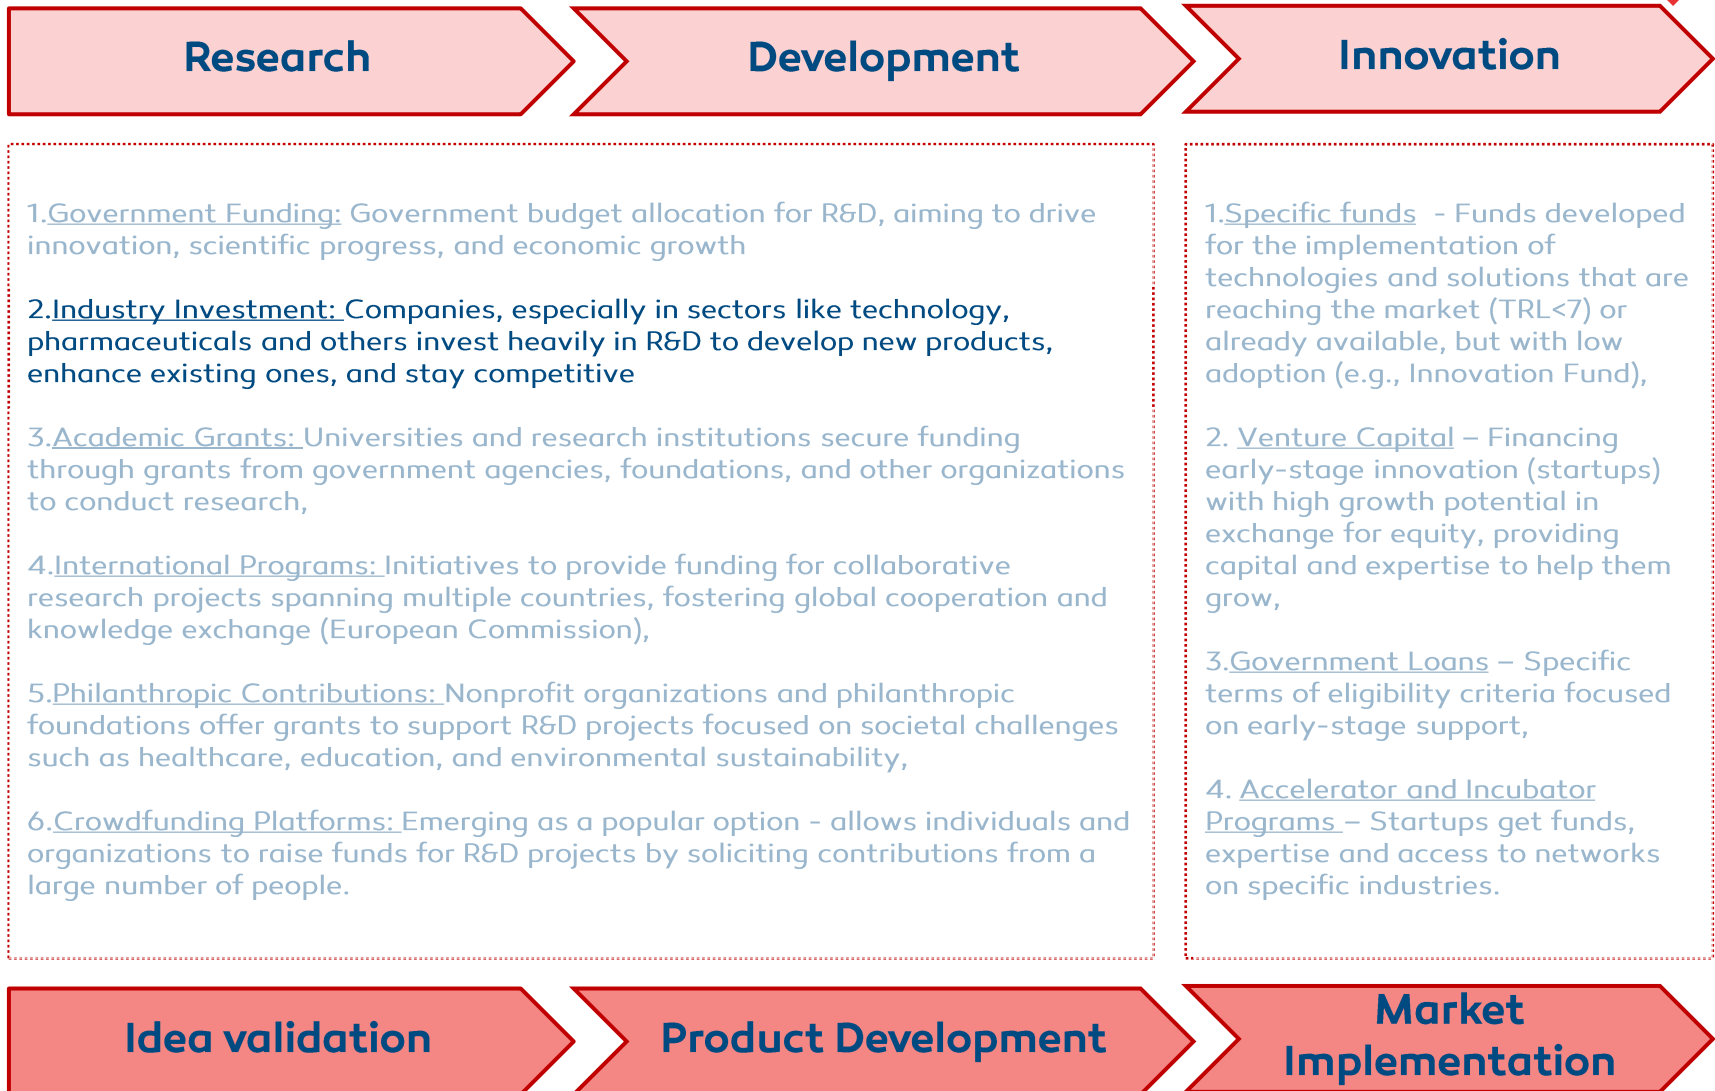 Research
Development
Innovation
1.Government Funding: Government budget allocation for R&D, aiming to drive
innovation, scientific progress, and economic growth
2.Industry Investment: Companies, especially in sectors like technology,
pharmaceuticals and others invest heavily in R&D to develop new products,
enhance existing ones, and stay competitive
3.Academic Grants: Universities and research institutions secure funding
through grants from government agencies, foundations, and other organizations
to conduct research,
4.International Programs: Initiatives to provide funding for collaborative
research projects spanning multiple countries, fostering global cooperation and
knowledge exchange (European Commission),
5.Philanthropic Contributions: Nonprofit organizations and philanthropic
foundations offer grants to support R&D projects focused on societal challenges
such as healthcare, education, and environmental sustainability,
6.Crowdfunding Platforms: Emerging as a popular option - allows individuals and
organizations to raise funds for R&D projects by soliciting contributions from a
large number of people.
1.Specific funds - Funds developed
for the implementation of
technologies and solutions that are
reaching the market (TRL<7) or
already available, but with low
adoption (e.g., Innovation Fund),
2. Venture Capital – Financing
early-stage innovation (startups)
with high growth potential in
exchange for equity, providing
capital and expertise to help them
grow,
3.Government Loans – Specific
terms of eligibility criteria focused
on early-stage support,
4. Accelerator and Incubator
Programs – Startups get funds,
expertise and access to networks
on specific industries.
Idea validation
Product Development
Market
Implementation